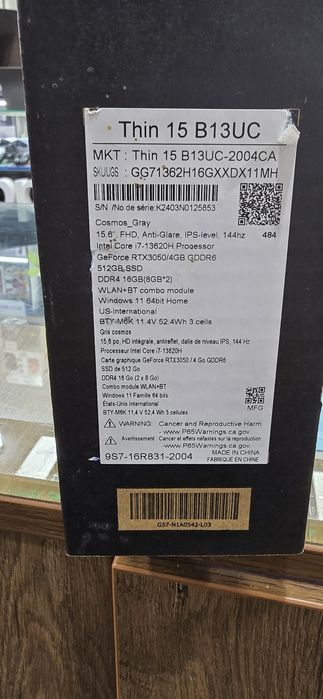 Thin 15 B13UC
MKT : Thin 15 B13UC-2004CA
SKU/UGS : GG71362H16GXXDX11MH
S/N /No de série:K2403N0125853
Cosmos_Gray
15.6", FHD, Anti-Glare, IPS-level, 144hz 484
Intel Core i7-13620H Processor
GeForce RTX3050/4GB GDDR6
512GB SSD
DDR4 16GB(8GB*2)
WLAN+BT combo module
Windows 11 64bit Home
US-International
BTY-M6K 11.4V 52.4Wh 3 cells
Gris cosmos
15,6 po, HD intégrale, antireflet, dalle de niveau IPS, 144 Hz
Processeur Intel Core i7-13620H
Carte graphique GeForce RTX3050 / 4 Go GDDR6
SSD de 512 Go
DDR4 16 Go (2 x 8 Go)
Combo module WLAN+BT
Windows 11 Famille 64 bits
États-Unis International
BTY-M6K 11,4 V 52,4 Wh 3 cellules
MFG
WARNING: Cancer and Reproductive Harm
-www.P65Warnings.ca.gov.
Avertissement : Cancer et effets néfastes sur la reproduction
-www.P65Warnings.ca.gov.
MADE IN CHINA
9S7-16R831-2004 FABRIQUÉ EN CHINE
GS7-N1A0542-L03